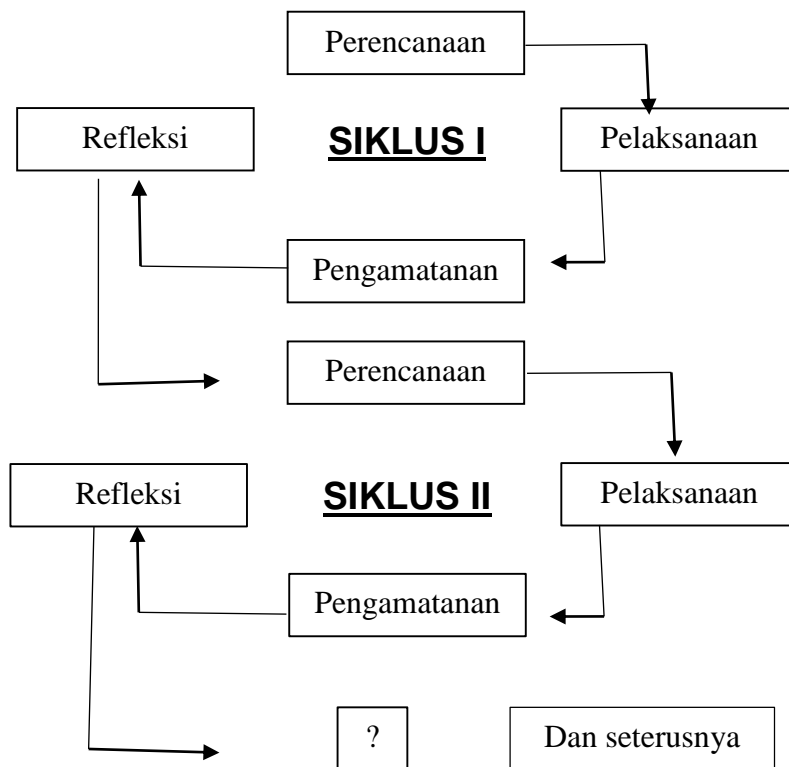 Perencanaan
Refleksi
SIKLUS I
Pelaksanaan
Pengamatanan
Perencanaan
Refleksi
SIKLUS II
Pelaksanaan
Pengamatanan
?
Dan seterusnya